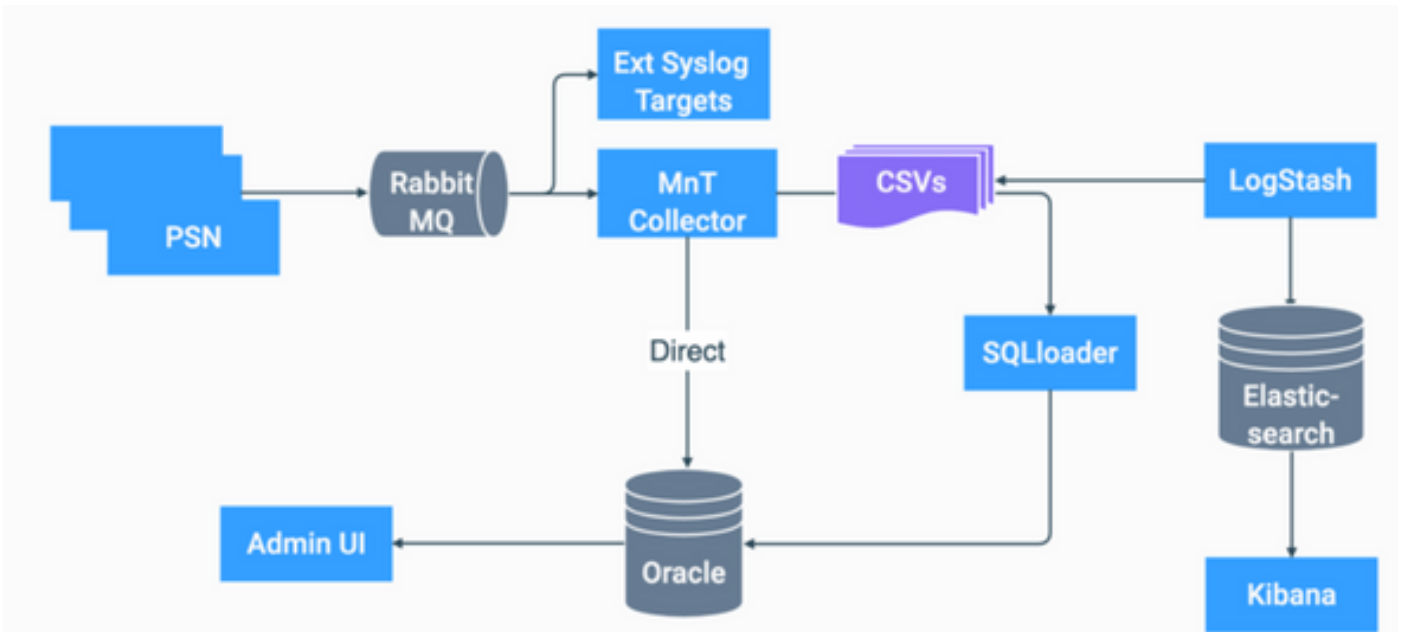 Ext Syslog
Targets
Rabbit
MQ
MnT
Collector
CSVs
LogStash
PSN
Direct
SQLloader
Elastic-
search
Admin UI
Oracle
Kibana